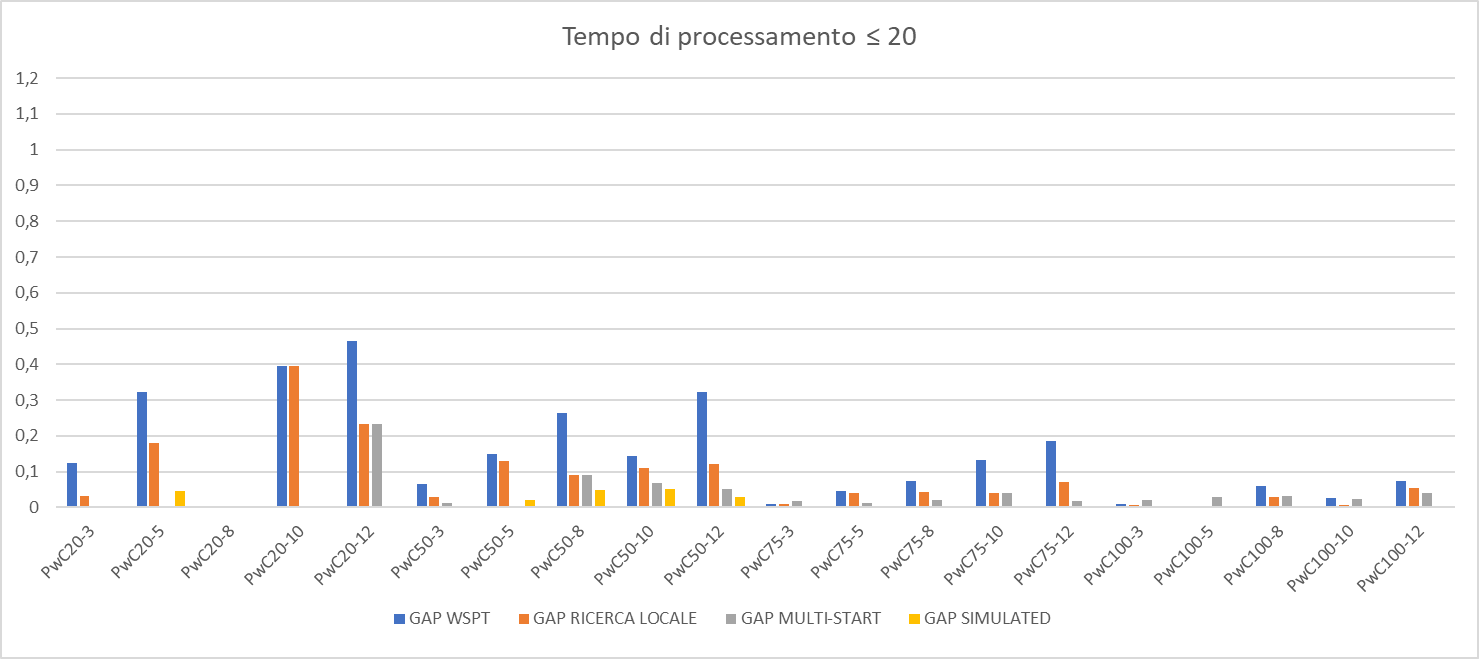 Tempo di processamento ≤ 20
1,2
1,1
1
0,9
0,8
0,7
0,6
0,5
0,4
0,3
0,2
0,1
0
PwC20-3
PwC20-5
PwC20-8
PwC20-10
PwC20-12
PwC50-3
PwC50-5
PwC50-8
PwC50-10
PwC50-12
PwC75-3
PwC75-5
PwC75-8
PwC75-10
PwC75-12
PwC100-3
PwC100-5
PwC100-8
PwC100-10
PwC100-12
GAP WSPT GAP RICERCA LOCALE GAP MULTI-START GAP SIMULATED